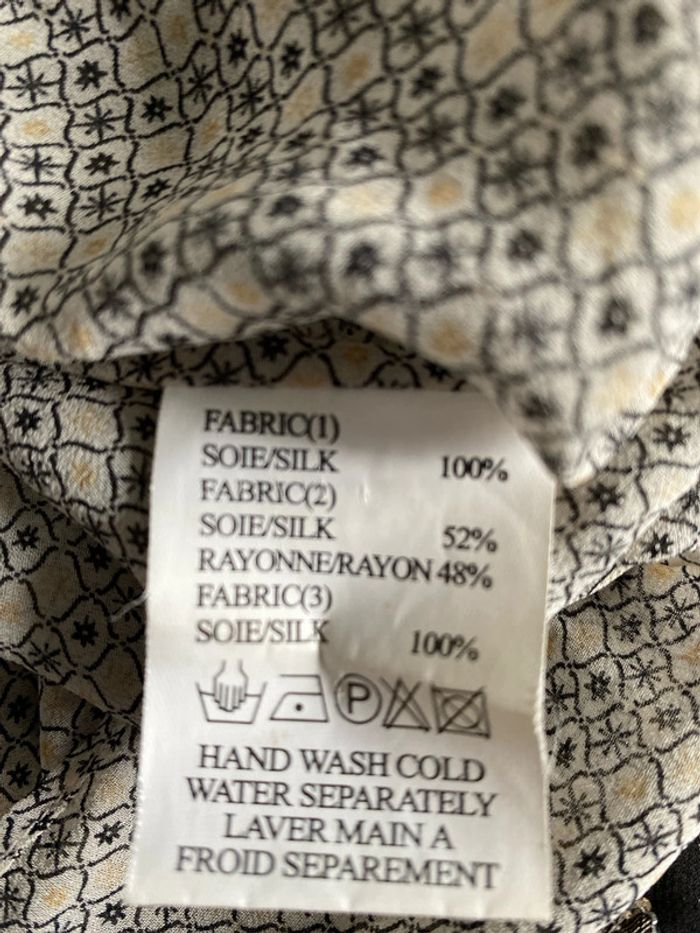 FABRIC(1)
SOIE/SILK 100%
FABRIC(2)
SOIE/SILK 52%
RAYONNE/RAYON 48%
FABRIC(3)
SOIE/SILK 100%
P
HAND WASH COLD
WATER SEPARATELY
LAVER MAIN A
FROID SEPAREMENT